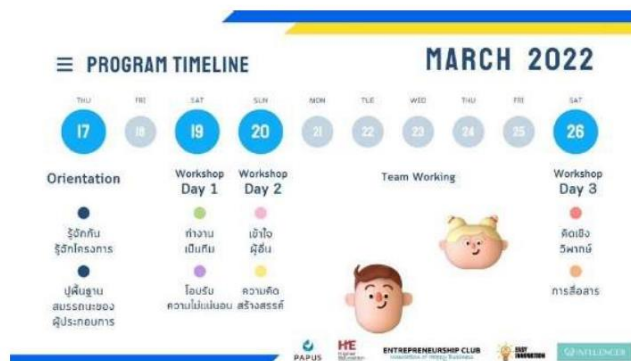 PROGRAM TIMELINE
MARCH 2022
THU FRI SAT SUN MON TUE WED THU FRI SAT
17 18 19 20 21 22 23 24 25 26
Orientation
Workshop
Day 1
Workshop
Day 2
Team Working
Workshop
Day 3
รู้จักกัน
รู้จักโครงการ
ทำงาน
เป็นทีม
เข้าใจ
ผู้อื่น
คิดเชิง
วิพากษ์
ปูพื้นฐาน
สมรรถนะของ
ผู้ประกอบการ
โอบรับ
ความไม่แน่นอน
ความคิด
สร้างสรรค์
การสื่อสาร
PAPUS
ENTREPRENEURSHIP CLUB
EASY
INNOVATION